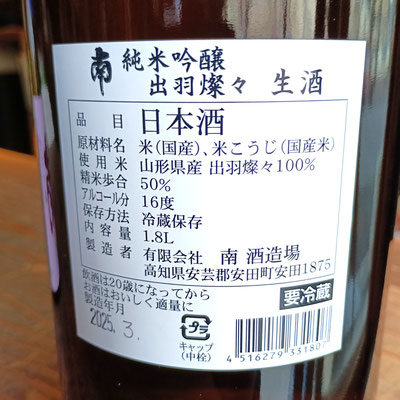 南 純米吟醸
出羽燦々 生酒
品目 日本酒
原材料名 米(国産)、米こうじ(国産米)
使用米 山形県産 出羽燦々100%
精米歩合 50%
アルコール分 16度
保存方法 冷蔵保存
内容量 1.8L
製造者 有限会社 南 酒造場
高知県安芸郡安田町安田1875
飲酒は20歳になってから
お酒はおいしく適量に
製造年月
2025. 3.
要冷蔵
タラ
キャップ
(中栓)
4 516279 331807